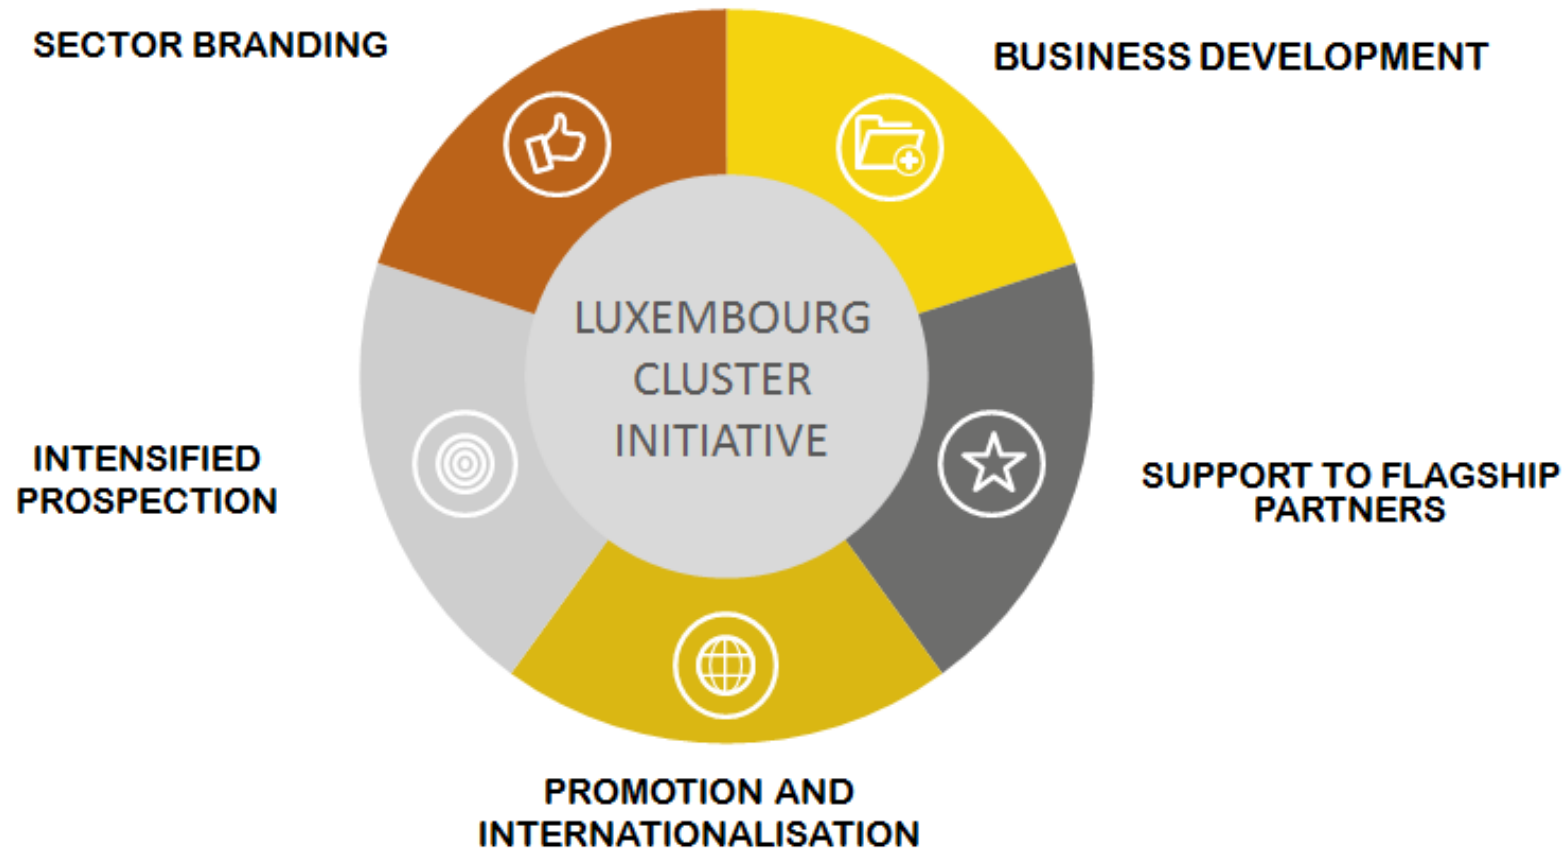 SECTOR BRANDING
BUSINESS DEVELOPMENT
LUXEMBOURG
CLUSTER
INITIATIVE
INTENSIFIED
PROSPECTION
SUPPORT TO FLAGSHIP
PARTNERS
PROMOTION AND
INTERNATIONALISATION